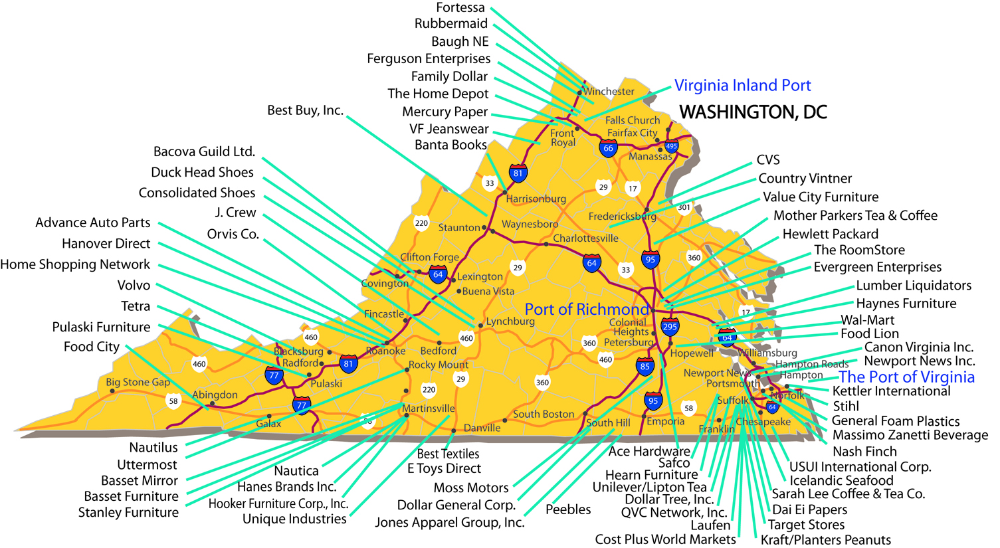 Fortessa
Rubbermaid
Baugh NE
Ferguson Enterprises
Family Dollar
The Home Depot
Mercury Paper
VF Jeanswear
Banta Books
Best Buy, Inc.
Bacova Guild Ltd.
Duck Head Shoes
Consolidated Shoes
J. Crew
Orvis Co.
Advance Auto Parts
Hanover Direct
Home Shopping Network
Volvo
Tetra
Pulaski Furniture
Food City
Virginia Inland Port
WASHINGTON, DC
CVS
Country Vintner
Value City Furniture
Mother Parkers Tea & Coffee
Hewlett Packard
The RoomStore
Evergreen Enterprises
Lumber Liquidators
Haynes Furniture
Wal-Mart
Food Lion
Canon Virginia Inc.
Newport News Inc.
The Port of Virginia
Kettler International
Stihl
General Foam Plastics
Massimo Zanetti Beverage
Nash Finch
USUI International Corp.
Icelandic Seafood
Sarah Lee Coffee & Tea Co.
Dai Ei Papers
Target Stores
Kraft/Planters Peanuts
Winchester
Falls Church
Fairfax City
Front
Royal
66
495
Manassas
81
33
29
17
Harrisonburg
301
Fredericksburg
220
Staunton
Waynesboro
Charlottesville
Clifton Forge
64
95
360
29
33
64
Covington
Lexington
Buena Vista
Port of Richmond
17
Fincastle
Lynchburg
Colonial
Heights
Petersburg
295
64
460
460
360
Blacksburg
Roanoke
Bedford
Hopewell
Williamsburg
460
Radford
81
Rocky Mount
460
85
Hampton Roads
Hampton
Newport News
Portsmouth
77
Pulaski
29
360
Big Stone Gap
220
Norfolk
58
Abingdon
77
Martinsville
95
58
Suffolk
64
Galax
58
South Boston
South Hill
Emporia
Chesapeake
Danville
Franklin
Nautilus
Uttermost
Basset Mirror
Basset Furniture
Stanley Furniture
Nautica
Hanes Brands Inc.
Hooker Furniture Corp., Inc.
Unique Industries
Best Textiles
E Toys Direct
Moss Motors
Dollar General Corp.
Jones Apparel Group, Inc.
Peebles
Ace Hardware
Safco
Hearn Furniture
Unilever/Lipton Tea
Dollar Tree, Inc.
QVC Network, Inc.
Laufen
Cost Plus World Markets